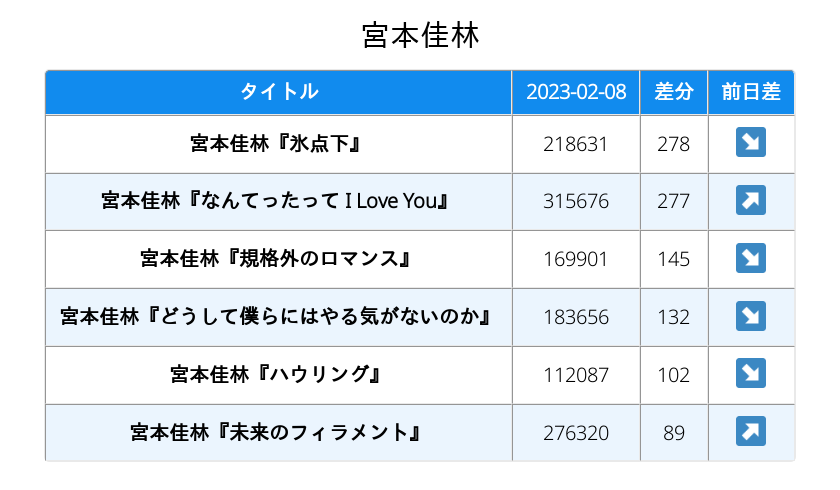 宮本佳林
タイトル 2023-02-08 差分 前日差
宮本佳林『氷点下』 218631 278 ↘
宮本佳林『なんてったって I Love You』 315676 277 ↗
宮本佳林『規格外のロマンス』 169901 145 ↘
宮本佳林『どうして僕らにはやる気がないのか』 183656 132 ↘
宮本佳林『ハウリング』 112087 102 ↘
宮本佳林『未来のフィラメント』 276320 89 ↗